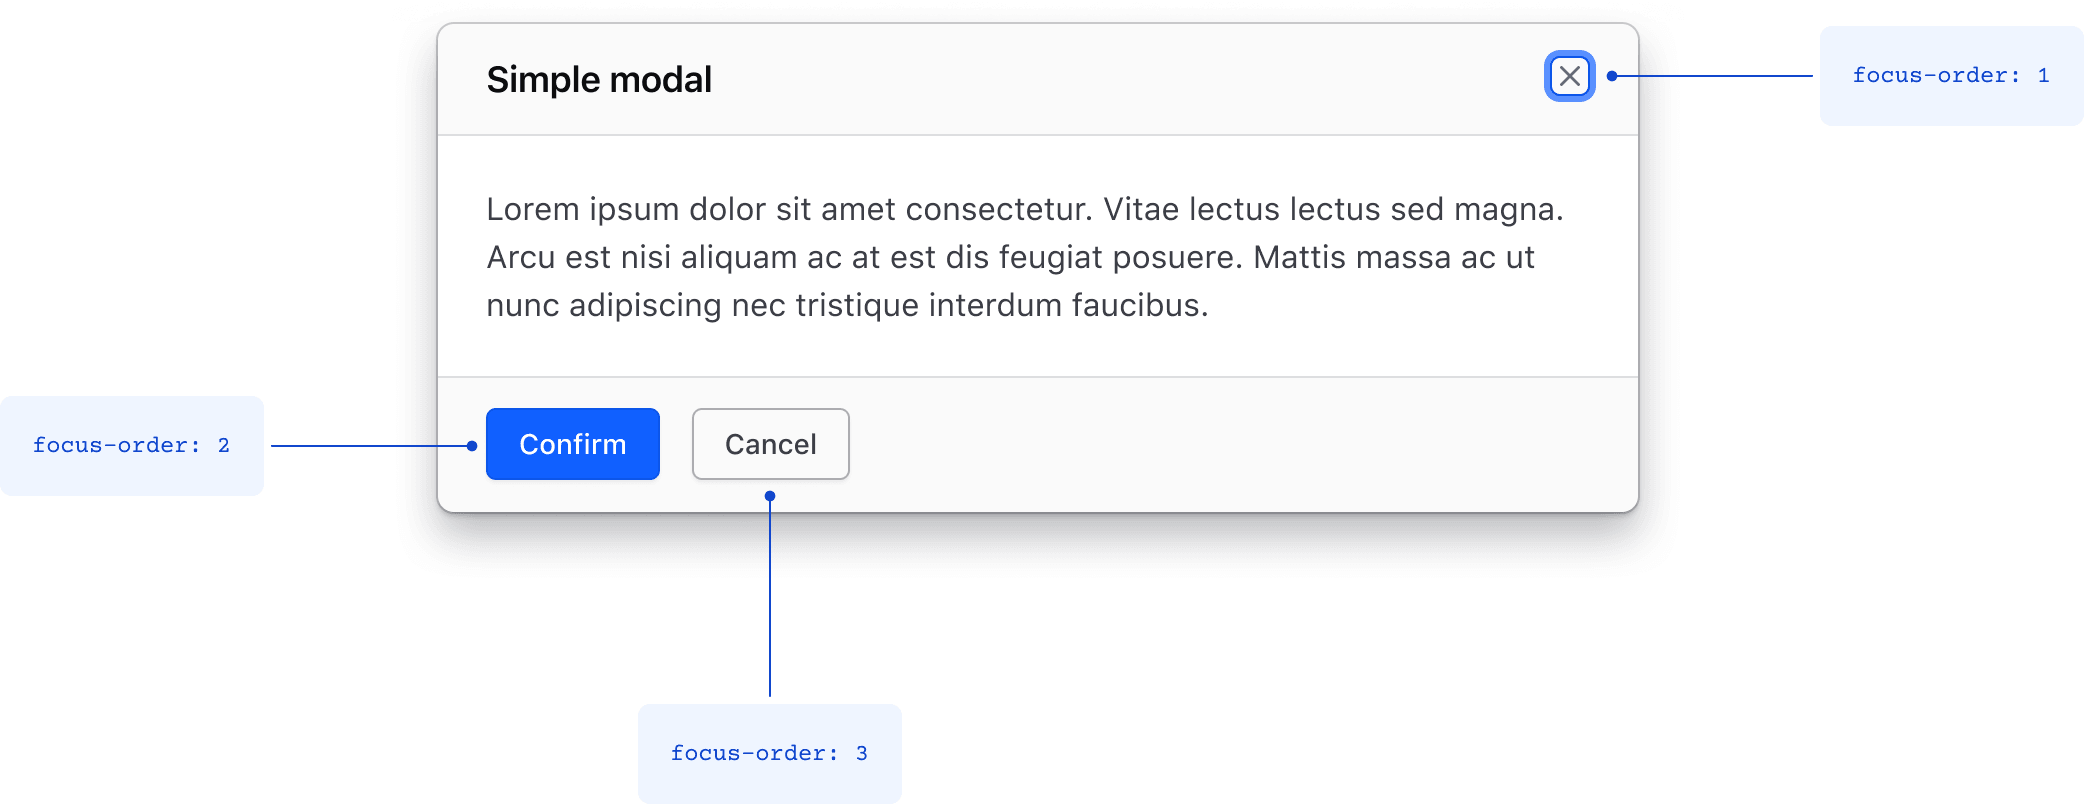 Simple modal
focus-order: 1
Lorem ipsum dolor sit amet consectetur. Vitae lectus lectus sed magna.
Arcu est nisi aliquam ac at est dis feugiat posuere. Mattis massa ac ut
nunc adipiscing nec tristique interdum faucibus.
focus-order: 2
Confirm
Cancel
focus-order: 3